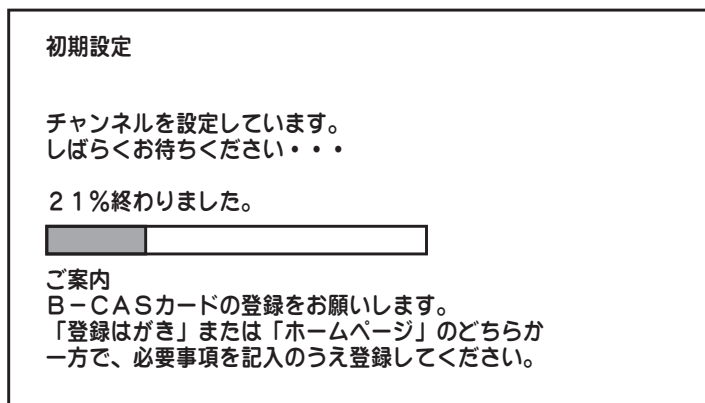 初期設定
チャンネルを設定しています。
しばらくお待ちください・・・
２１％終わりました。
ご案内
Ｂ－ＣＡＳカードの登録をお願いします。
「登録はがき」または「ホームページ」のどちらか
一方で、必要事項を記入のうえ登録してください。